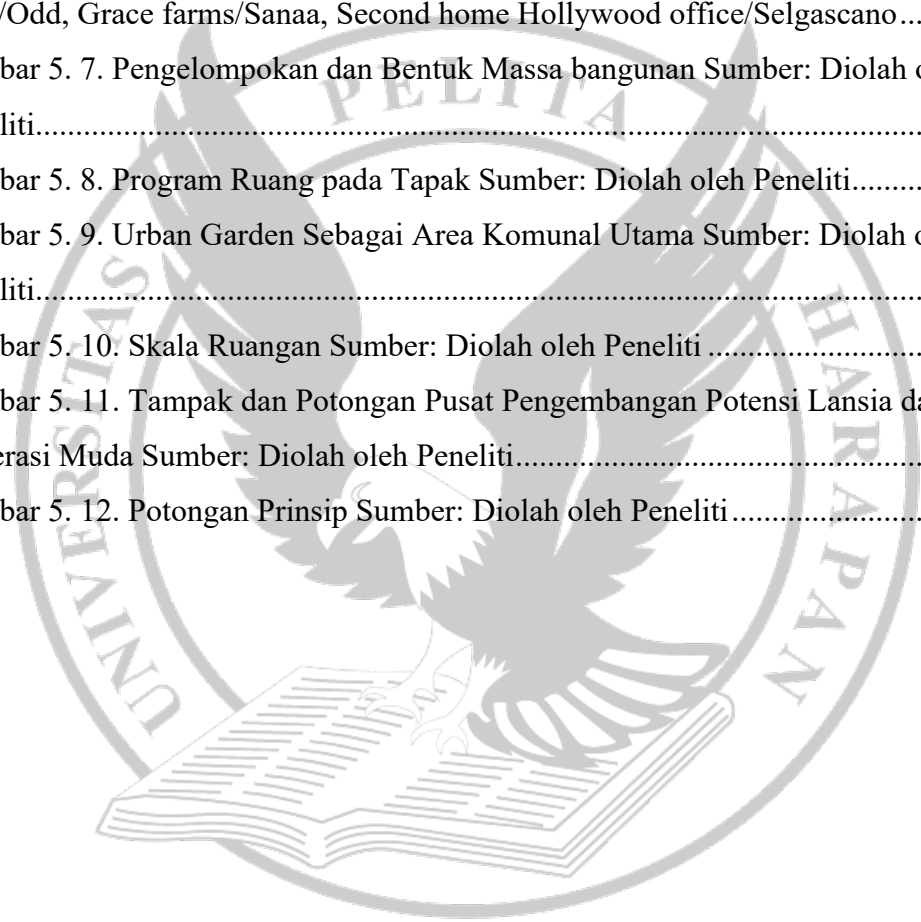 /Odd, Grace farms/Sanaa, Second home Hollywood office/Selgascano...
bar 5. 7. Pengelompokan dan Bentuk Massa bangunan Sumber: Diolah o
liti....................................................................................................
bar 5. 8. Program Ruang pada Tapak Sumber: Diolah oleh Peneliti.........
bar 5. 9. Urban Garden Sebagai Area Komunal Utama Sumber: Diolah o
liti....................................................................................................
bar 5. 10. Skala Ruangan Sumber: Diolah oleh Peneliti...........................
bar 5. 11. Tampak dan Potongan Pusat Pengembangan Potensi Lansia da
erasi Muda Sumber: Diolah oleh Peneliti..................................................
bar 5. 12. Potongan Prinsip Sumber: Diolah oleh Peneliti........................
UNIVERSITAS PELITA HARAPAN